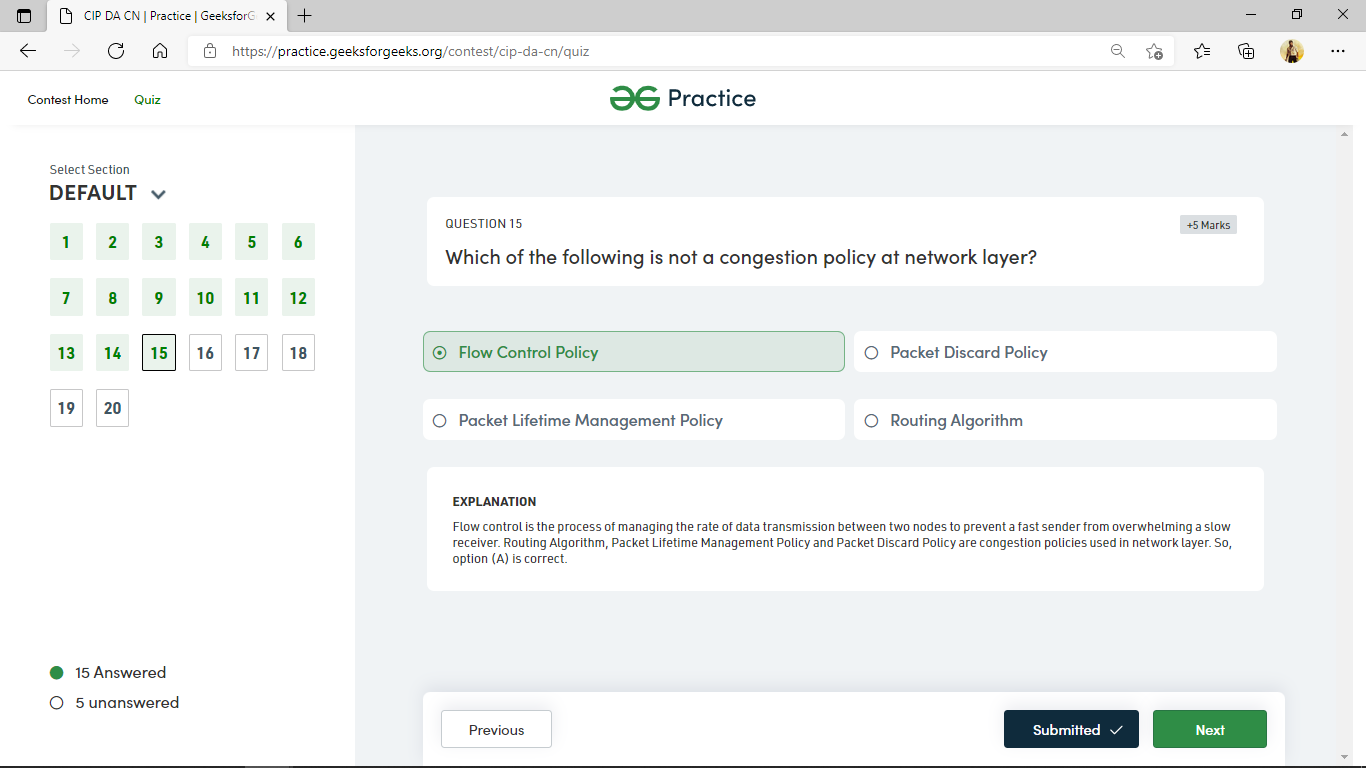 CIP DA CN | Practice | GeeksforG
https://practice.geeksforgeeks.org/contest/cip-da-cn/quiz
Contest Home
Quiz
Practice
Select Section
DEFAULT
1 2 3 4 5 6
7 8 9 10 11 12
13 14 15 16 17 18
19 20
15 Answered
5 unanswered
QUESTION 15
+5 Marks
Which of the following is not a congestion policy at network layer?
Flow Control Policy
Packet Discard Policy
Packet Lifetime Management Policy
Routing Algorithm
EXPLANATION
Flow control is the process of managing the rate of data transmission between two nodes to prevent a fast sender from overwhelming a slow
receiver. Routing Algorithm, Packet Lifetime Management Policy and Packet Discard Policy are congestion policies used in network layer. So,
option (A) is correct.
Previous
Submitted
Next